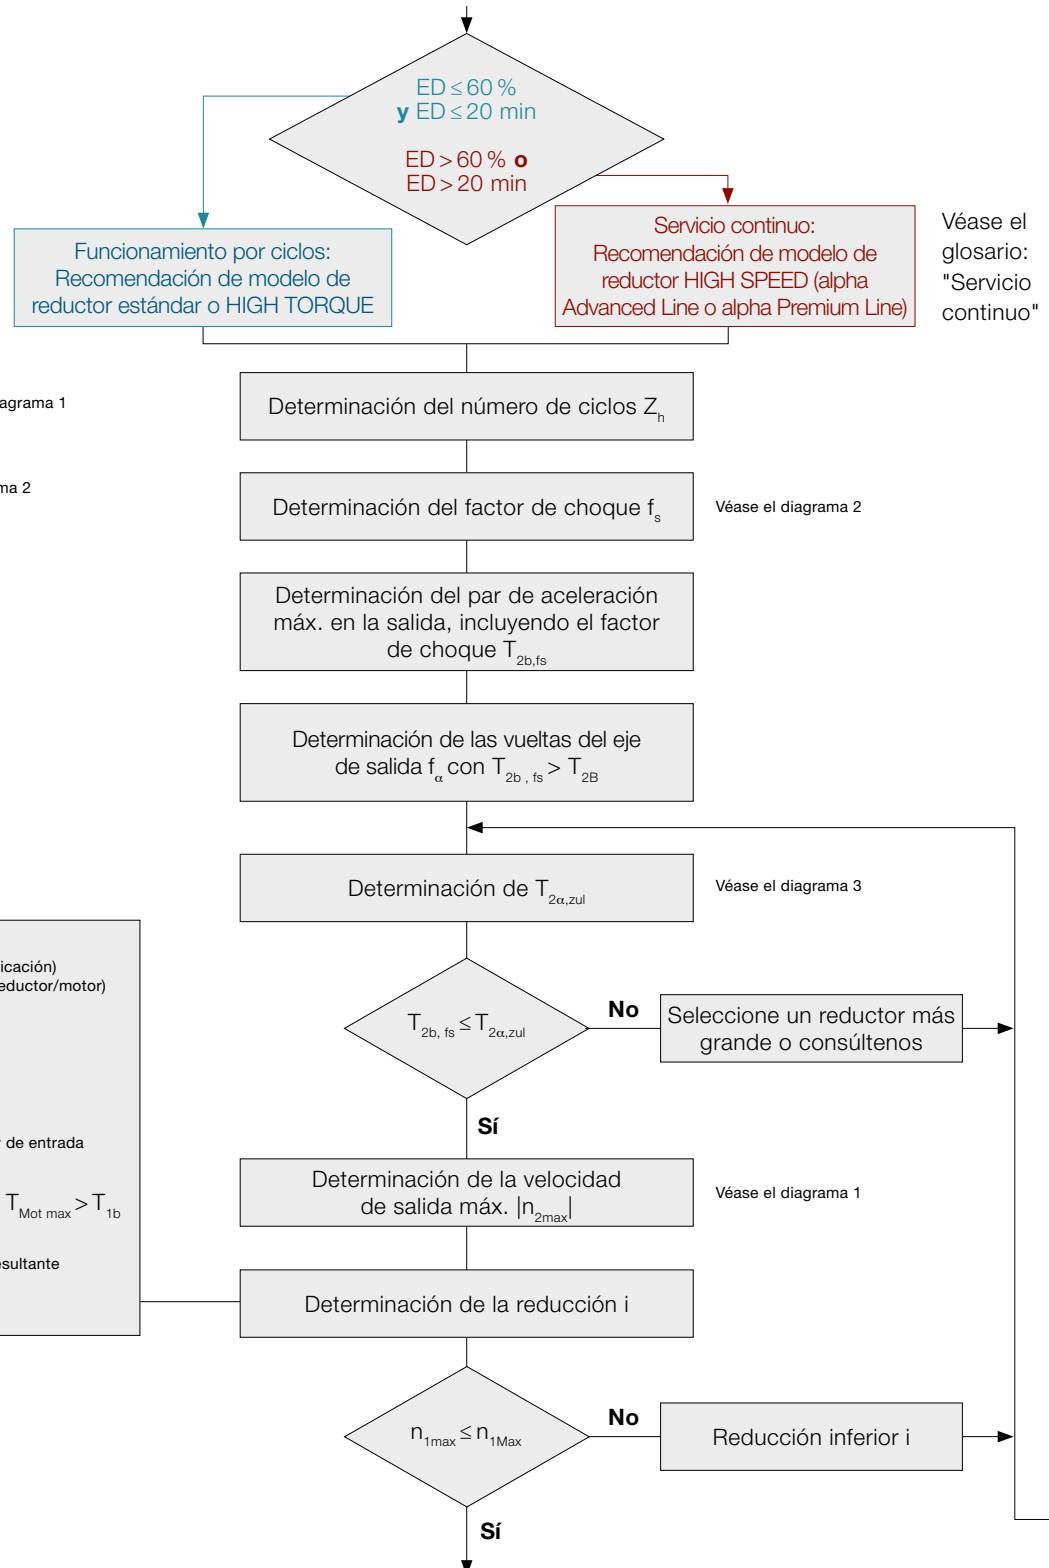 ED ≤ 60 %
y ED ≤ 20 min
ED > 60 % o
ED > 20 min
Funcionamiento por ciclos:
Recomendación de modelo de
reductor estándar o HIGH TORQUE
Servicio continuo:
Recomendación de modelo de
reductor HIGH SPEED (alpha
Advanced Line o alpha Premium Line)
Véase el
glosario:
"Servicio
continuo"
agrama 1
Determinación del número de ciclos Zh
ma 2
Determinación del factor de choque fs
Véase el diagrama 2
Determinación del par de aceleración
máx. en la salida, incluyendo el factor
de choque T2b,fs
Determinación de las vueltas del eje
de salida fα con T2b , fs > T2B
Determinación de T2α,zul
Véase el diagrama 3
icación)
eductor/motor)
T2b, fs ≤ T2α,zul
No
Seleccione un reductor más
grande o consúltenos
Sí
de entrada
Determinación de la velocidad
de salida máx. |n2max|
Véase el diagrama 1
TMot max > T1b
esultante
Determinación de la reducción i
n1max ≤ n1Max
No
Reducción inferior i
Sí